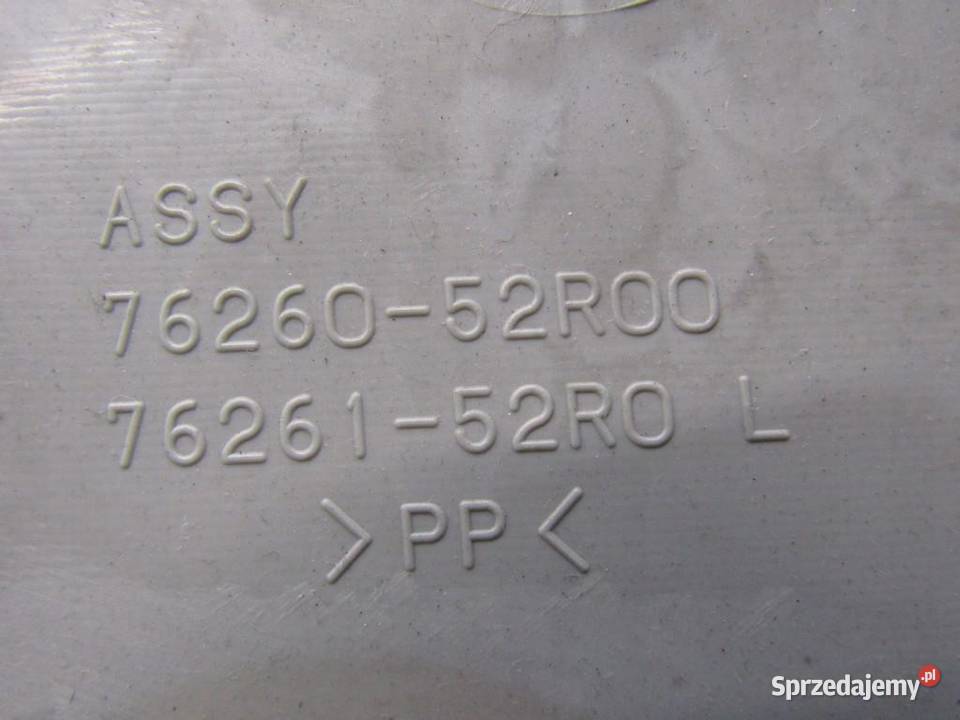 ASSY
76260-52R00
76261-52R0 L
>PP<
Sprzedajemy.pl